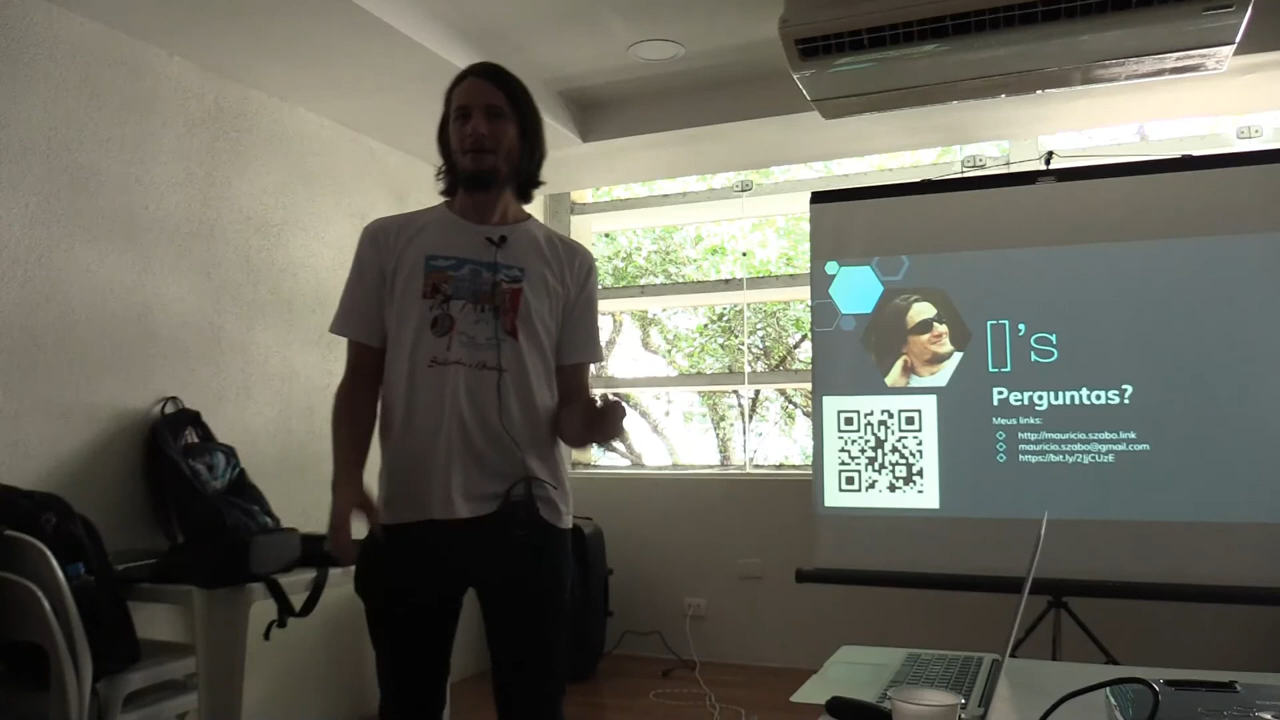 []'s
Perguntas?
Meus links:
http://mauricio.szabo.link
mauricio.szabo@gmail.com
https://bit.ly/2JjCUzE